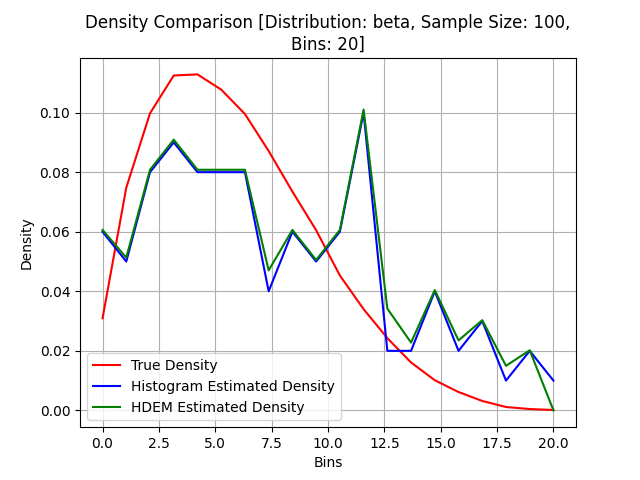 Density Comparison [Distribution: beta, Sample Size: 100,
Bins: 20]
Density
0.10
0.08
0.06
0.04
0.02
0.00
True Density
Histogram Estimated Density
HDEM Estimated Density
0.0 2.5 5.0 7.5 10.0 12.5 15.0 17.5 20.0
Bins